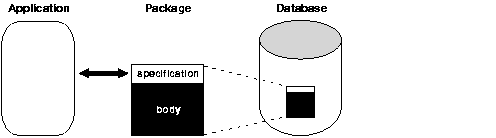 Application Package Database
specification
body